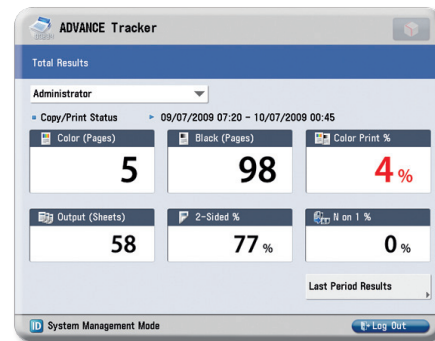 ADVANCE Tracker
Total Results
Administrator
Copy/Print Status 09/07/2009 07:20 - 10/07/2009 00:45
Color (Pages) Black (Pages) Color Print %
5 98 4 %
Output (Sheets) 2-Sided % N on 1 %
58 77 % 0 %
Last Period Results
ID System Management Mode Log Out